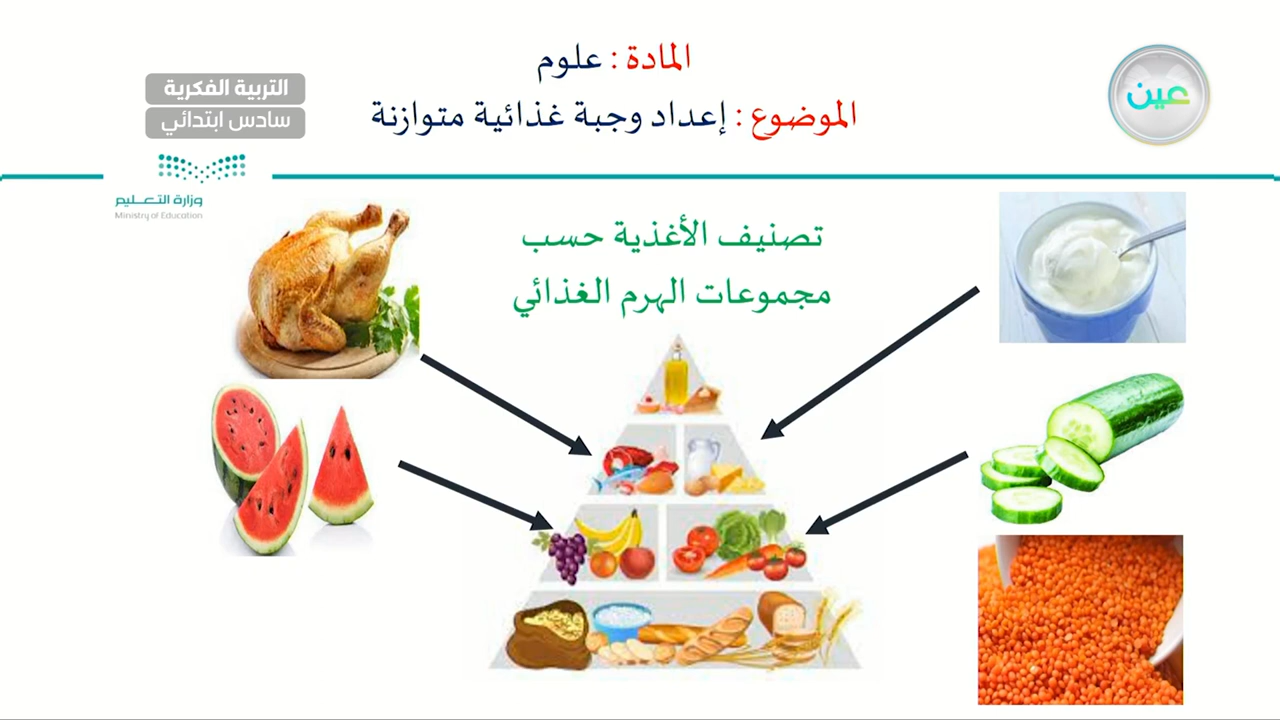 المادة : علوم
الموضوع : إعداد وجبة غذائية متوازنة
عين
التربية الفكرية
سادس ابتدائي
وزارة التعليم
Ministry of Education
تصنيف الأغذية حسب
مجموعات الهرم الغذائي